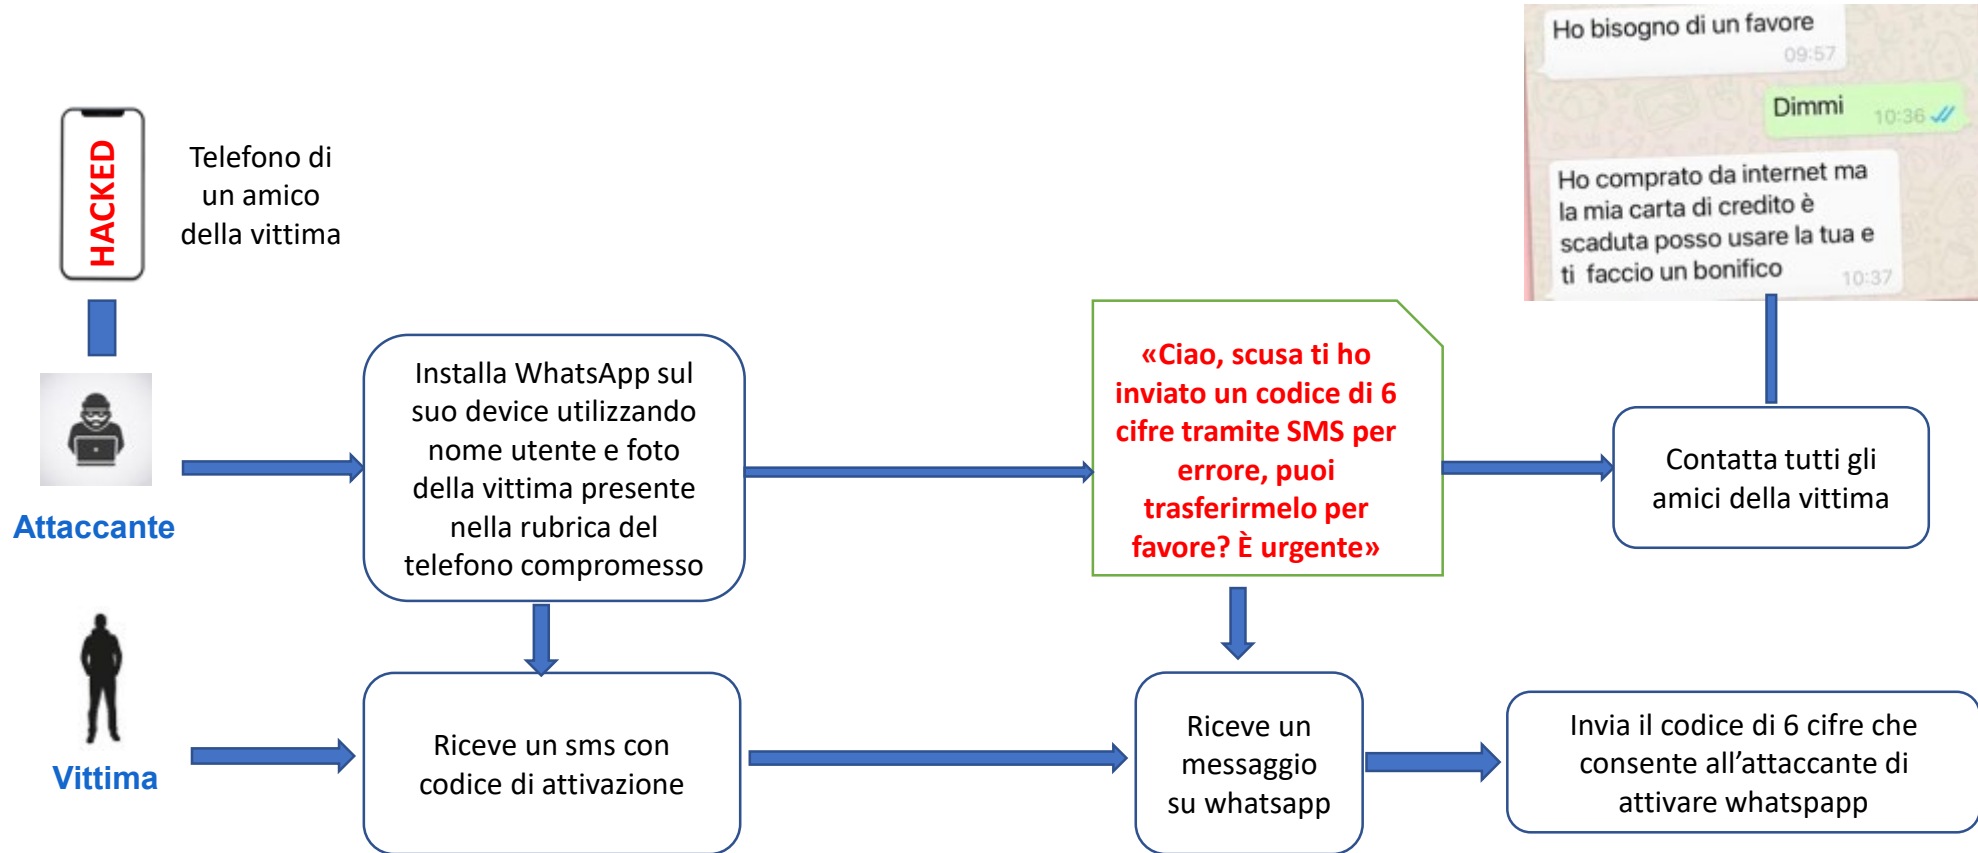 Ho bisogno di un favore
09:57
Dimmi
10:36
Ho comprato da internet ma
la mia carta di credito è
scaduta posso usare la tua e
ti faccio un bonifico
10:37
HACKED
Telefono di
un amico
della vittima
Attaccante
Installa WhatsApp sul
suo device utilizzando
nome utente e foto
della vittima presente
nella rubrica del
telefono compromesso
«Ciao, scusa ti ho
inviato un codice di 6
cifre tramite SMS per
errore, puoi
trasferirmelo per
favore? È urgente»
Contatta tutti gli
amici della vittima
Vittima
Riceve un sms con
codice di attivazione
Riceve un
messaggio
su whatsapp
Invia il codice di 6 cifre che
consente all’attaccante di
attivare whatspapp